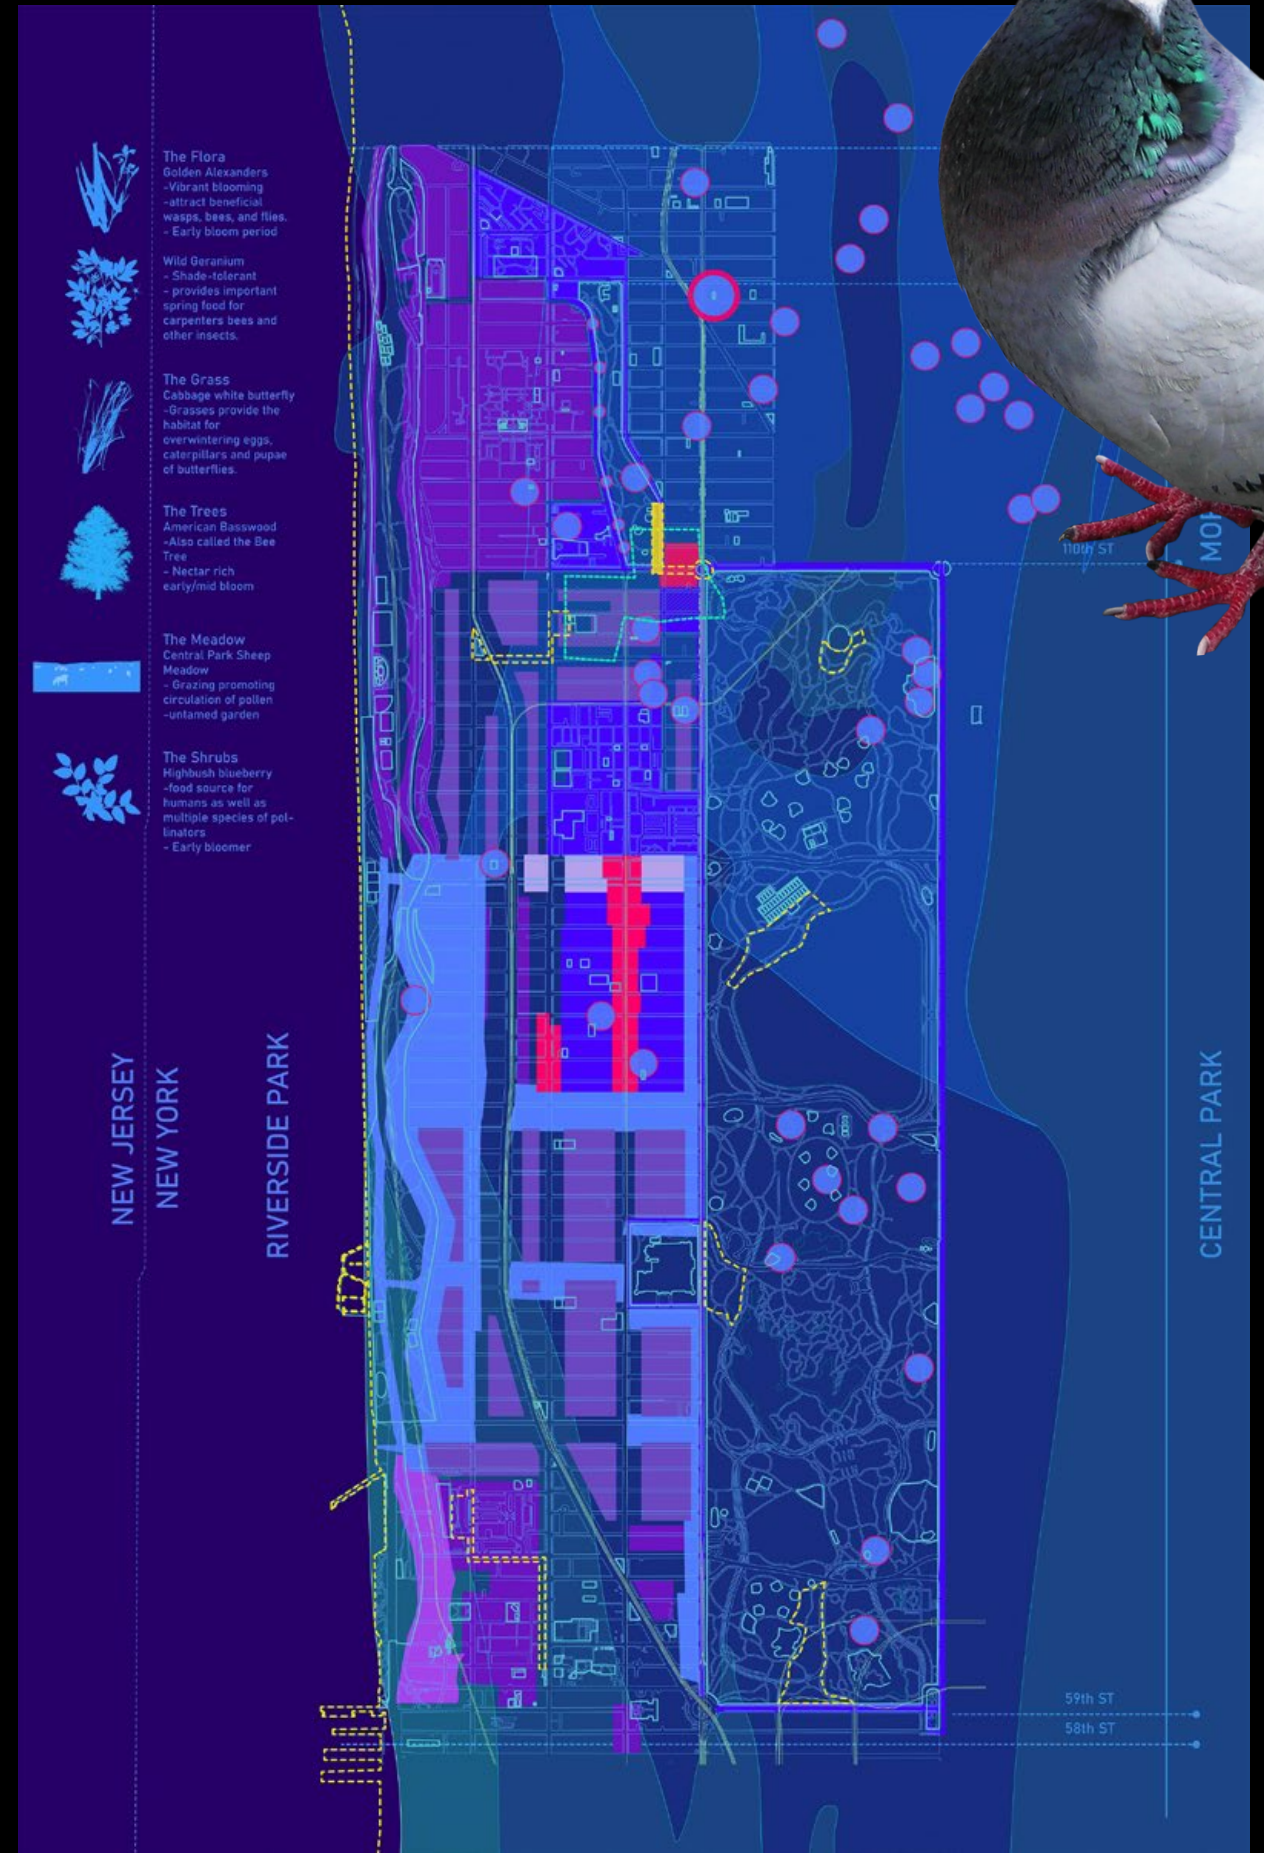 The Flora
Golden Alexanders
-Vibrant blooming
-attract beneficial
wasps, bees, and flies.
- Early bloom period
Wild Geranium
- Shade-tolerant
- provides important
spring food for
carpenters bees and
other insects.
The Grass
Cabbage white butterfly
-Grasses provide the
habitat for
overwintering eggs,
caterpillars and pupae
of butterflies.
The Trees
American Basswood
-Also called the Bee
Tree
- Nectar rich
early/mid bloom
The Meadow
Central Park Sheep
Meadow
- Grazing promoting
circulation of pollen
-untamed garden
The Shrubs
Highbush blueberry
-food source for
humans as well as
multiple species of pol-
linators
- Early bloomer
NEW JERSEY
NEW YORK
RIVERSIDE PARK
110th ST
CENTRAL PARK
59th ST
58th ST